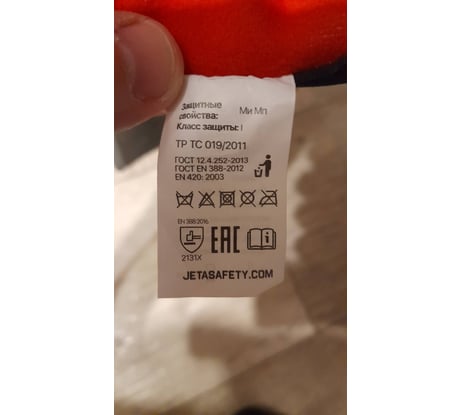 Защитные
свойства: Ми Мп
Класс защиты: I
ТР ТС 019/2011
ГОСТ 12.4.252-2013
ГОСТ EN 388-2012
EN 420: 2003
EN 388:2016
EAC
i
2131X
JETASAFETY.COM